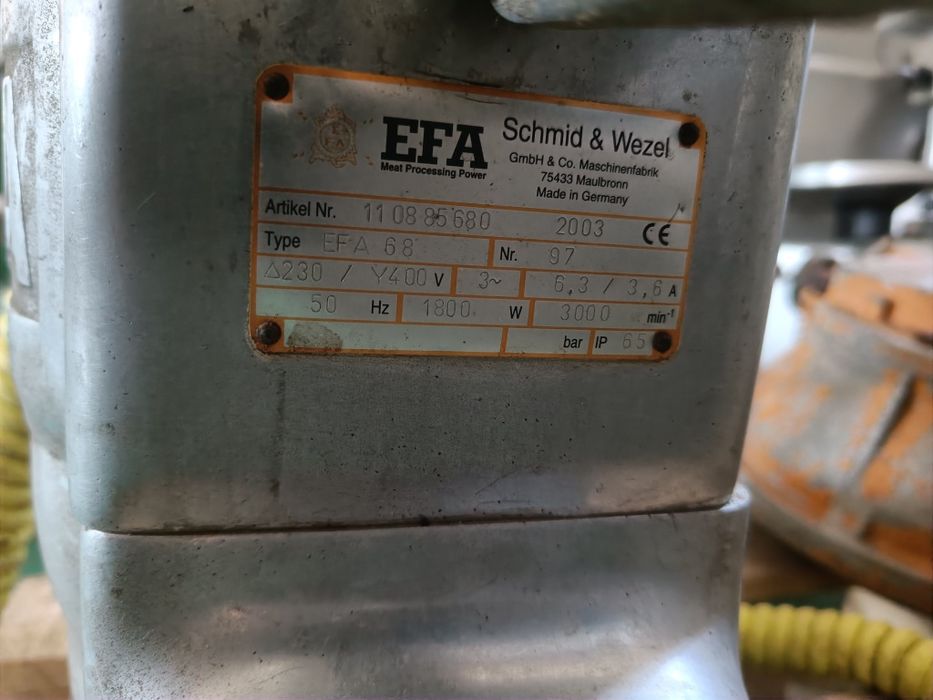 EFA
Meat Processing Power
Schmid & Wezel
GmbH & Co. Maschinenfabrik
75433 Maulbronn
Made in Germany
Artikel Nr. 11 08 85 680 2003 CE
Type EFA 68 Nr. 97
△230 / Y400 V 3~ 6,3 / 3,6 A
50 Hz 1800 W 3000 min⁻¹
bar IP 65